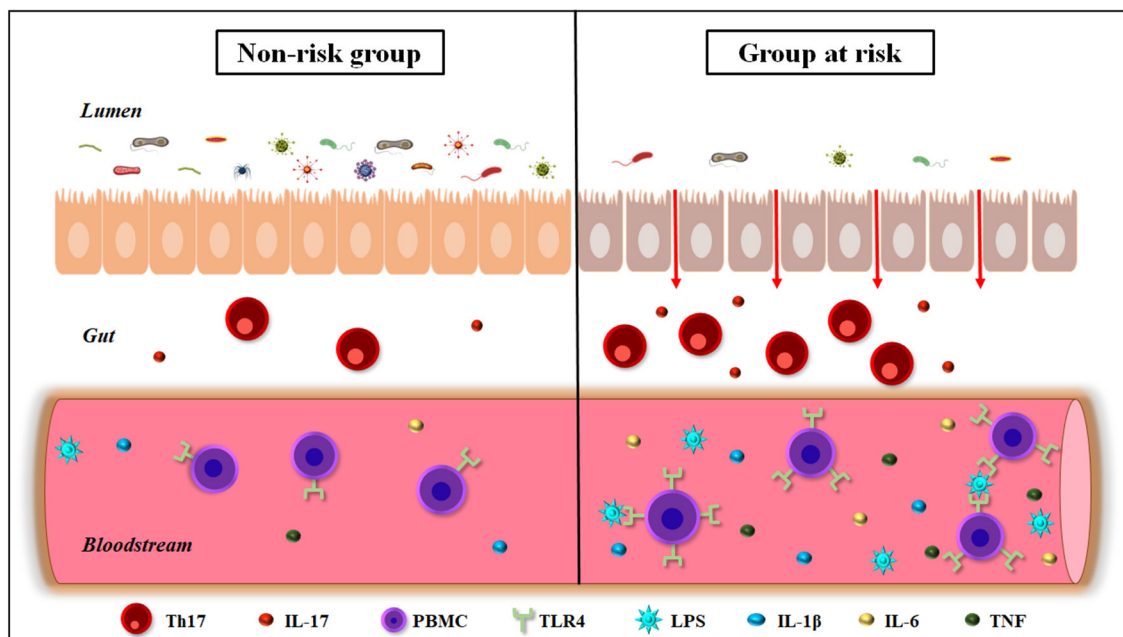 Non-risk group
Group at risk
Lumen
Gut
Bloodstream
Th17 IL-17 PBMC TLR4 LPS IL-1β IL-6 TNF